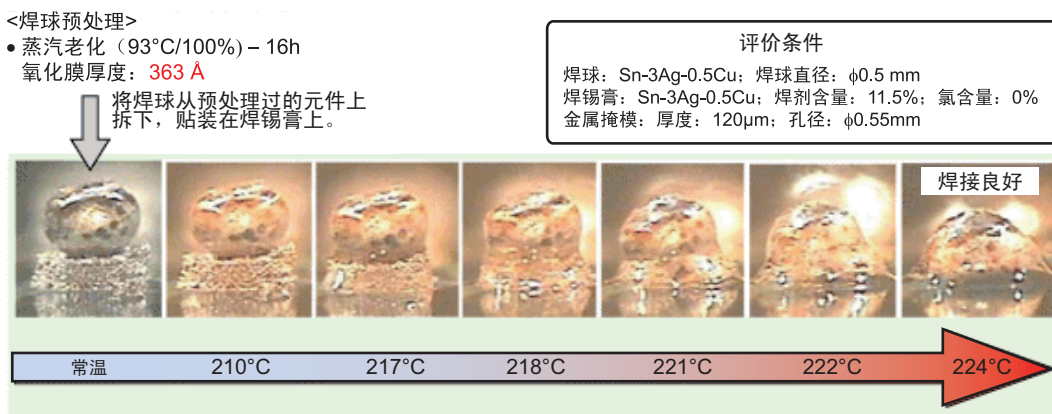 <焊球预处理>
• 蒸汽老化（93°C/100%）– 16h
氧化膜厚度：363 Å
将焊球从预处理过的元件上
拆下，贴装在焊锡膏上。
评价条件
焊球：Sn-3Ag-0.5Cu；焊球直径：ϕ0.5 mm
焊锡膏：Sn-3Ag-0.5Cu；焊剂含量：11.5%；氯含量：0%
金属掩模：厚度：120μm；孔径：ϕ0.55mm
焊接良好
常温 210°C 217°C 218°C 221°C 222°C 224°C